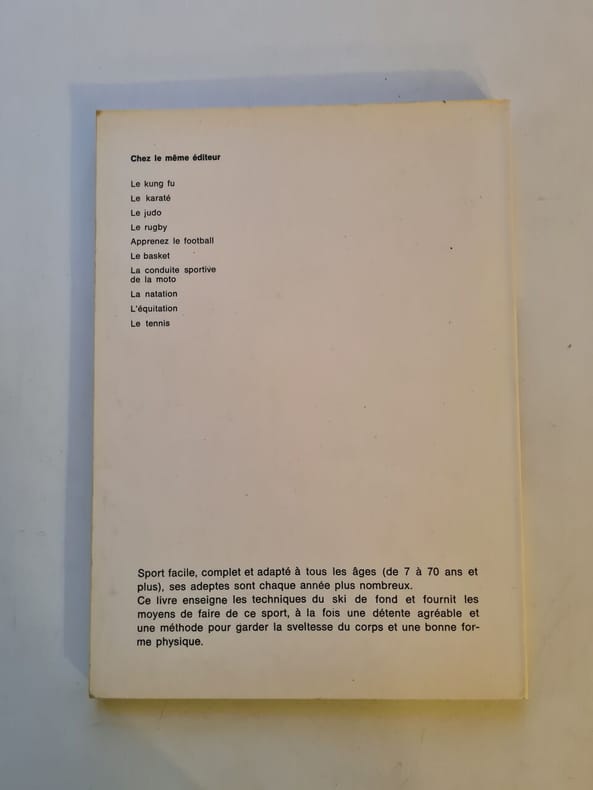 Chez le même éditeur
Le kung fu
Le karaté
Le judo
Le rugby
Apprenez le football
Le basket
La conduite sportive
de la moto
La natation
L'équitation
Le tennis
Sport facile, complet et adapté à tous les âges (de 7 à 70 ans et
plus), ses adeptes sont chaque année plus nombreux.
Ce livre enseigne les techniques du ski de fond et fournit les
moyens de faire de ce sport, à la fois une détente agréable et
une méthode pour garder la sveltesse du corps et une bonne for-
me physique.